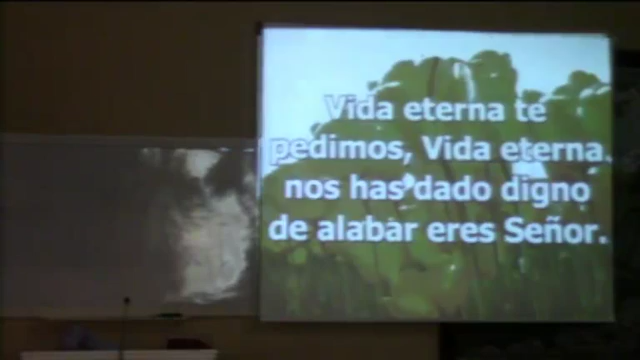 Vida eterna te
pedimos, Vida eterna.
nos has dado digno
de alabar eres Señor.